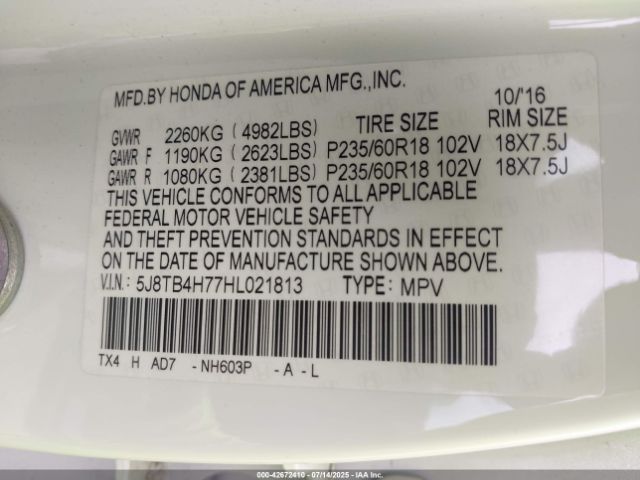 MFD.BY HONDA OF AMERICA MFG.,INC. 10/'16
GVWR 2260KG (4982LBS) TIRE SIZE RIM SIZE
GAWR F 1190KG (2623LBS) P235/60R18 102V 18X7.5J
GAWR R 1080KG (2381LBS) P235/60R18 102V 18X7.5J
THIS VEHICLE CONFORMS TO ALL APPLICABLE
FEDERAL MOTOR VEHICLE SAFETY
AND THEFT PREVENTION STANDARDS IN EFFECT
ON THE DATE OF MANUFACTURE SHOWN ABOVE.
V.I.N.: 5J8TB4H77HL021813 TYPE: MPV
TX4 H AD7 -NH603P -A-L
000-42672410 - 07/14/2025 - IAAI.COM